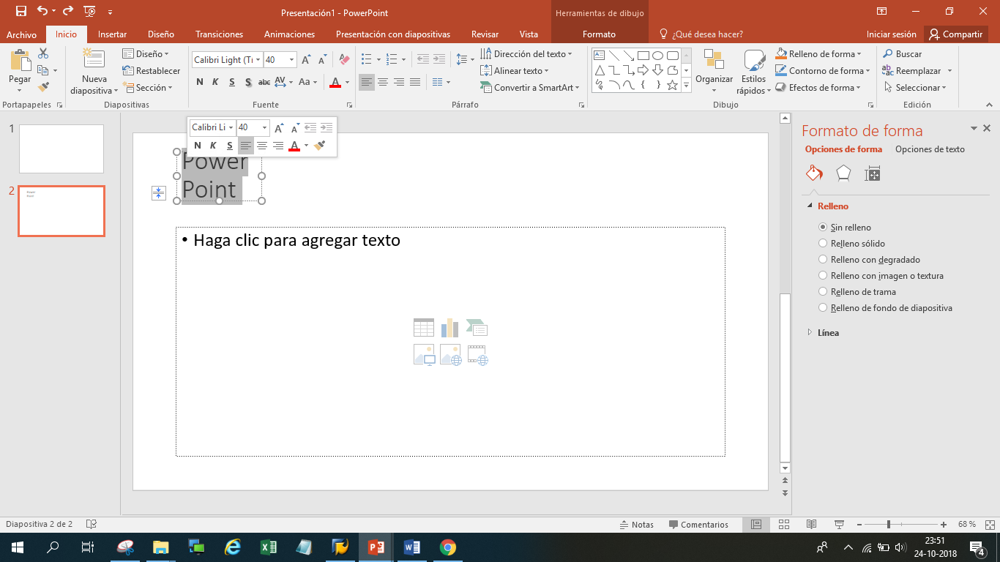 Presentación1 - PowerPoint
Herramientas de dibujo
Archivo Inicio Insertar Diseño Transiciones Animaciones Presentación con diapositivas Revisar Vista Formato ¿Qué desea hacer? Iniciar sesión Compartir
Pegar
Nueva diapositiva
Diseño
Restablecer
Sección
Calibri Light (Tı 40
N K S S abc AV Aa A
Dirección del texto
Alinear texto
Convertir a SmartArt
Organizar
Estilos rápidos
Relleno de forma
Contorno de forma
Efectos de forma
Buscar
Reemplazar
Seleccionar
Portapapeles Diapositivas Fuente Párrafo Dibujo Edición
Calibri Li 40
N K S A
1
2
Power
Point
Power
Point
• Haga clic para agregar texto
Formato de forma
Opciones de forma Opciones de texto
Relleno
Sin relleno
Relleno sólido
Relleno con degradado
Relleno con imagen o textura
Relleno de trama
Relleno de fondo de diapositiva
Línea
Diapositiva 2 de 2 Notas Comentarios 68 %
23:51
24-10-2018
4